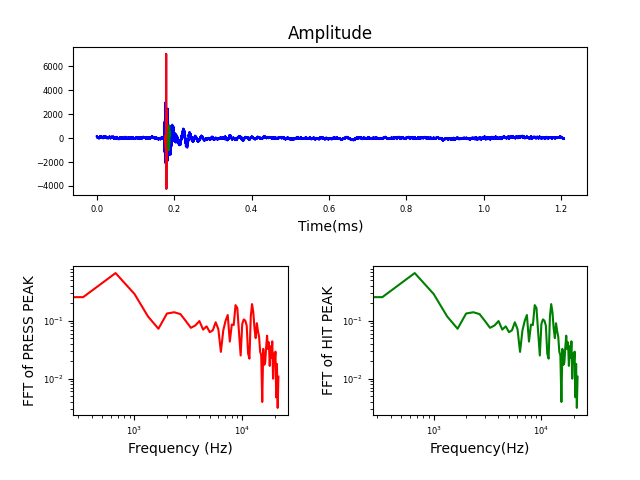 Amplitude
6000
4000
2000
0
−2000
−4000
0.0 0.2 0.4 0.6 0.8 1.0 1.2
Time(ms)
FFT of PRESS PEAK
10⁻¹
10⁻²
10³ 10⁴
Frequency (Hz)
FFT of HIT PEAK
10⁻¹
10⁻²
10³ 10⁴
Frequency(Hz)